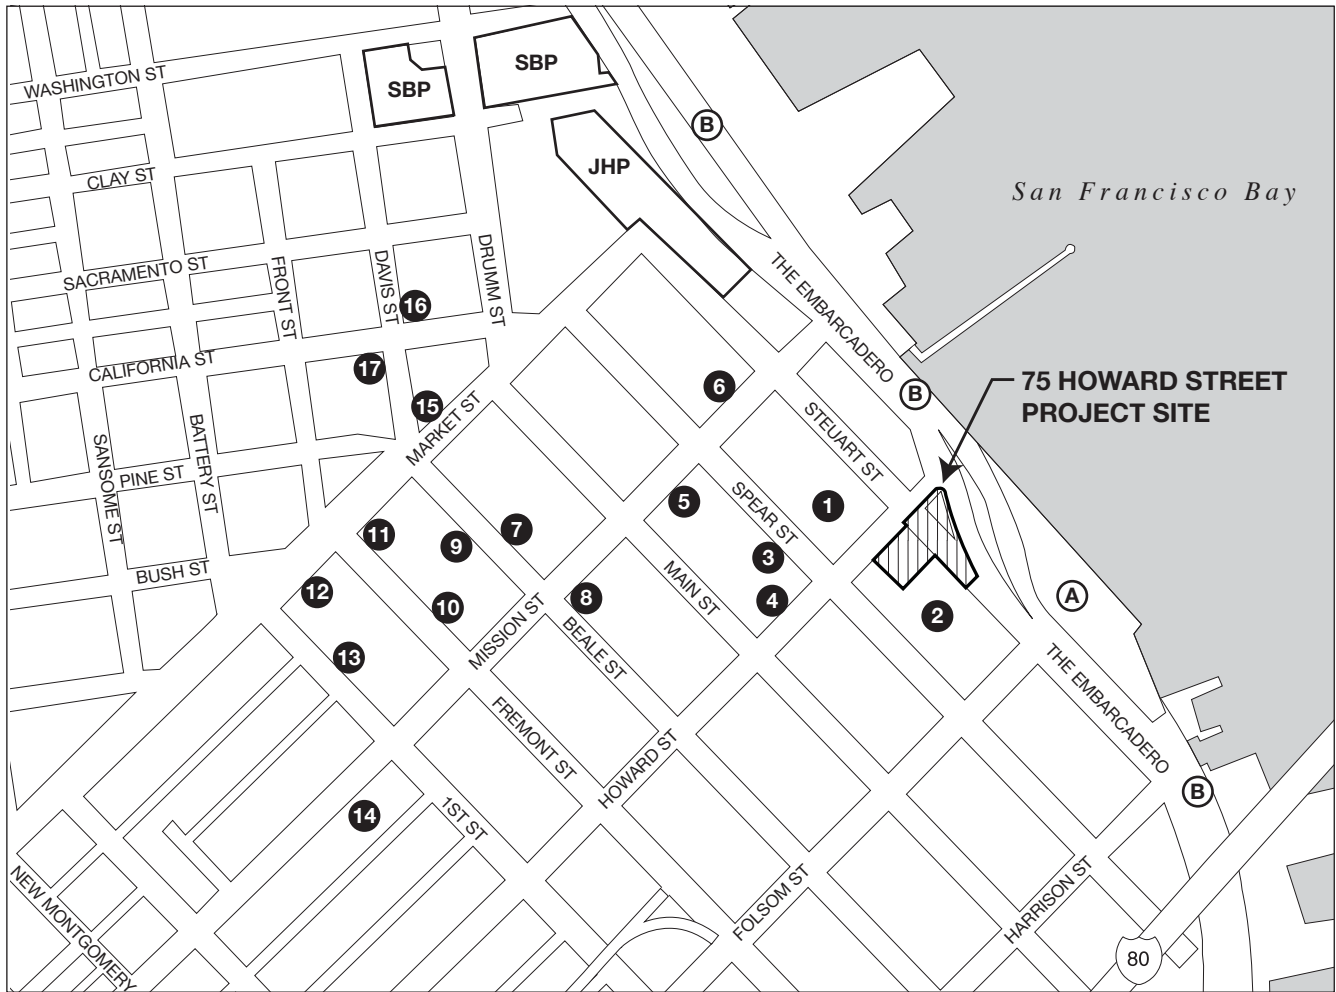 WASHINGTON ST
SBP
SBP
B
JHP
CLAY ST
San Francisco Bay
SACRAMENTO ST
FRONT ST
DAVIS ST
DRUMM ST
THE EMBARCADERO
16
CALIFORNIA ST
17
6
B
75 HOWARD STREET
PROJECT SITE
15
MARKET ST
STEUART ST
SANSOME ST
BATTERY ST
PINE ST
5
SPEAR ST
1
11
9
7
3
BUSH ST
12
10
8
MAIN ST
4
2
A
13
MISSION ST
BEALE ST
THE EMBARCADERO
FREMONT ST
HOWARD ST
B
14
1ST ST
NEW MONTGOMERY
FOLSOM ST
HARRISON ST
80